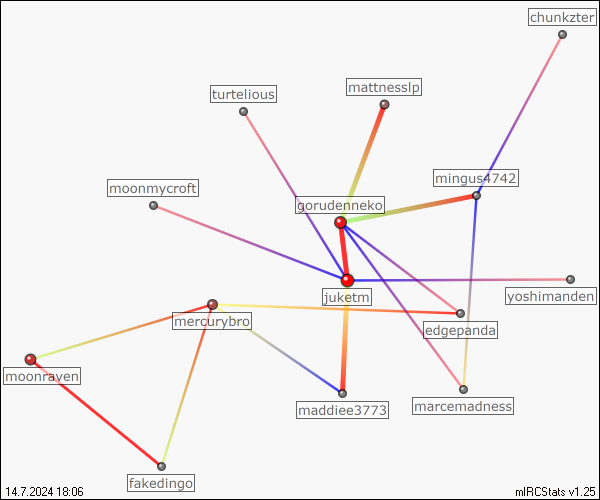 chunkzter
mattnesslp
turtelious
mingus4742
moonmycroft
gorudenneko
juketm
yoshimanden
mercurybro
edgepanda
moonraven
maddiee3773
marcemadness
fakedingo
14.7.2024 18:06
mIRCStats v1.25